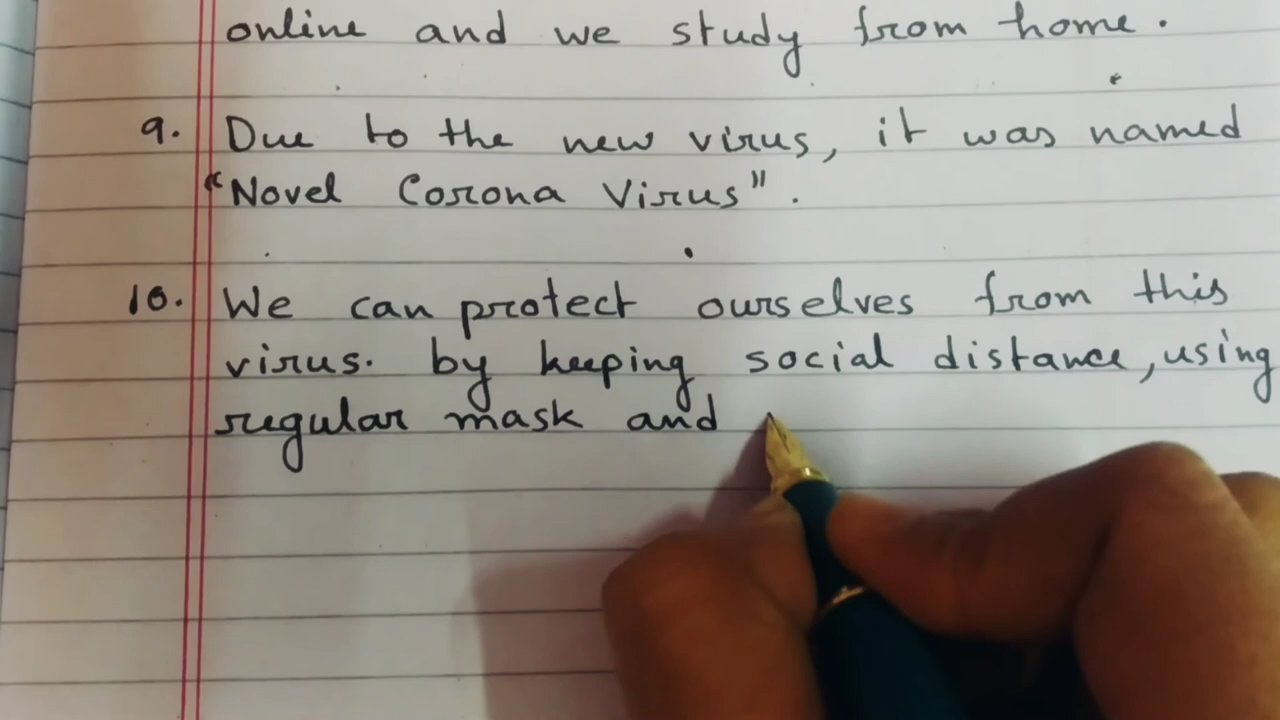 online and we study from home.
9. Due to the new virus, it was named
"Novel Corona Virus".
10. We can protect ourselves from this
virus. by keeping social distance, using
regular mask and